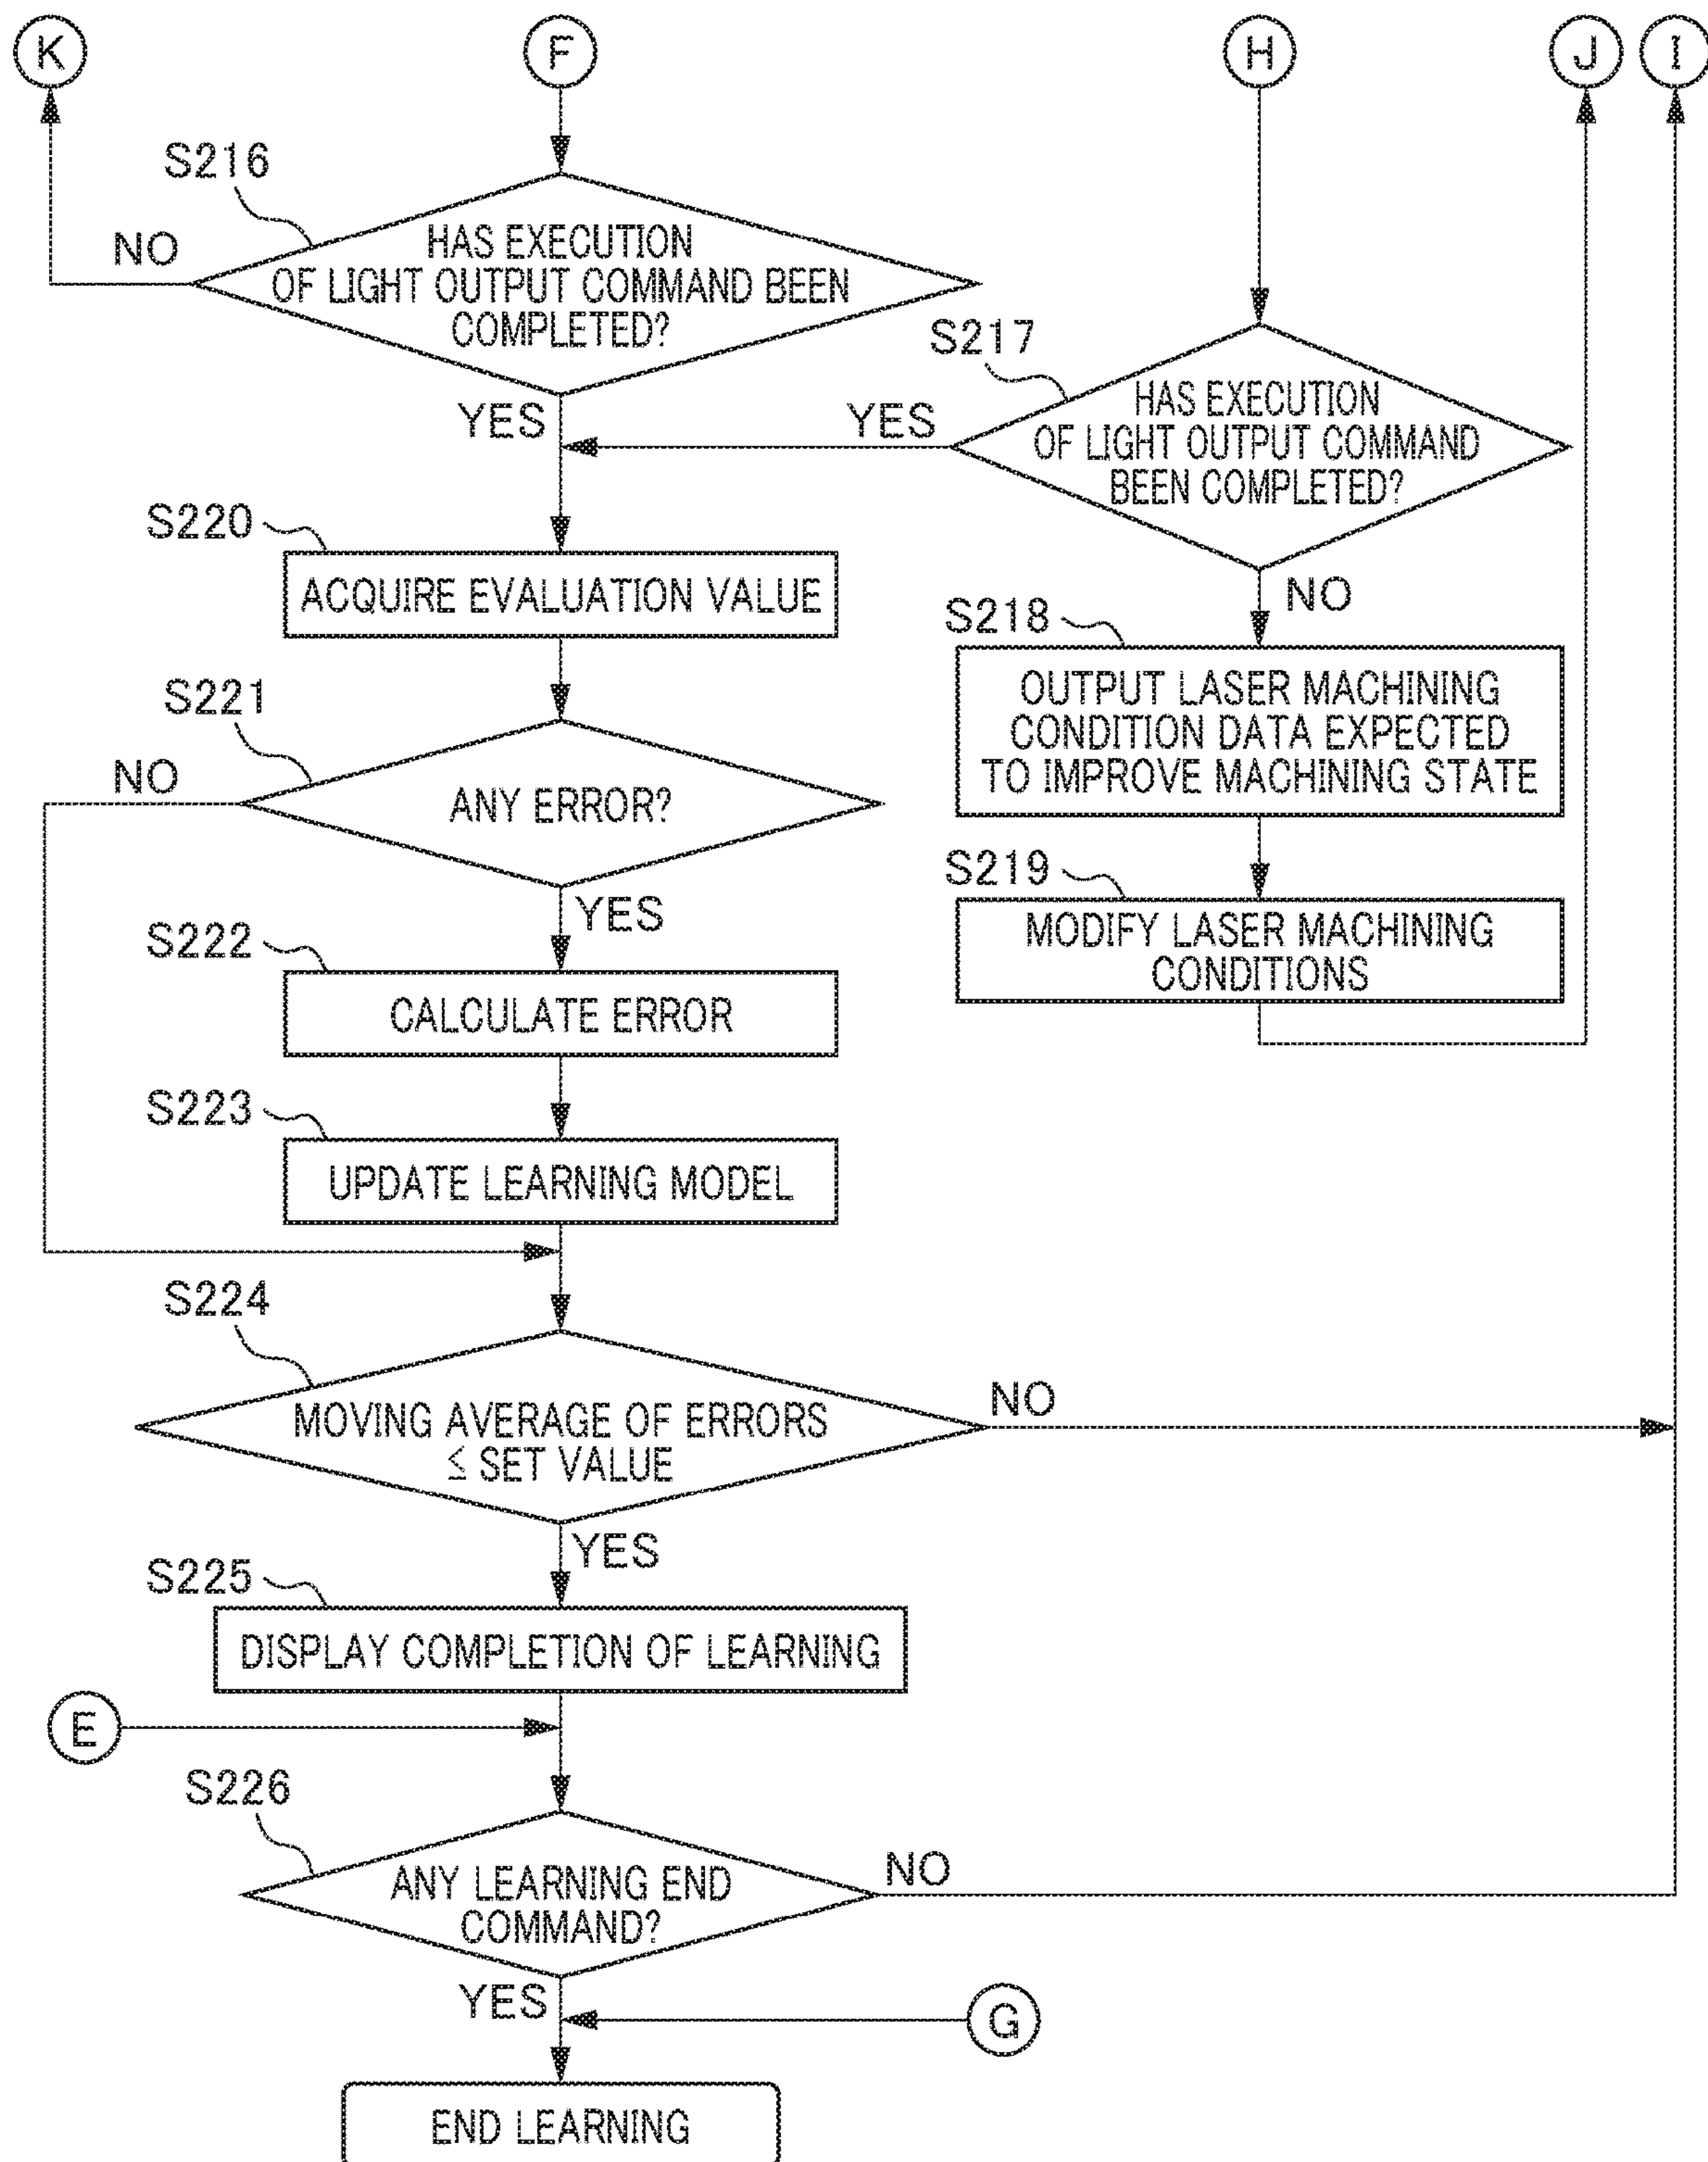 K
F
H
J
I
S216
NO
HAS EXECUTION
OF LIGHT OUTPUT COMMAND BEEN
COMPLETED?
YES
S217
YES
HAS EXECUTION
OF LIGHT OUTPUT COMMAND
BEEN COMPLETED?
NO
S220
ACQUIRE EVALUATION VALUE
S218
OUTPUT LASER MACHINING
CONDITION DATA EXPECTED
TO IMPROVE MACHINING STATE
S221
NO
ANY ERROR?
YES
S219
MODIFY LASER MACHINING
CONDITIONS
S222
CALCULATE ERROR
S223
UPDATE LEARNING MODEL
S224
MOVING AVERAGE OF ERRORS
≤ SET VALUE
NO
YES
S225
DISPLAY COMPLETION OF LEARNING
E
S226
ANY LEARNING END
COMMAND?
NO
YES
G
END LEARNING